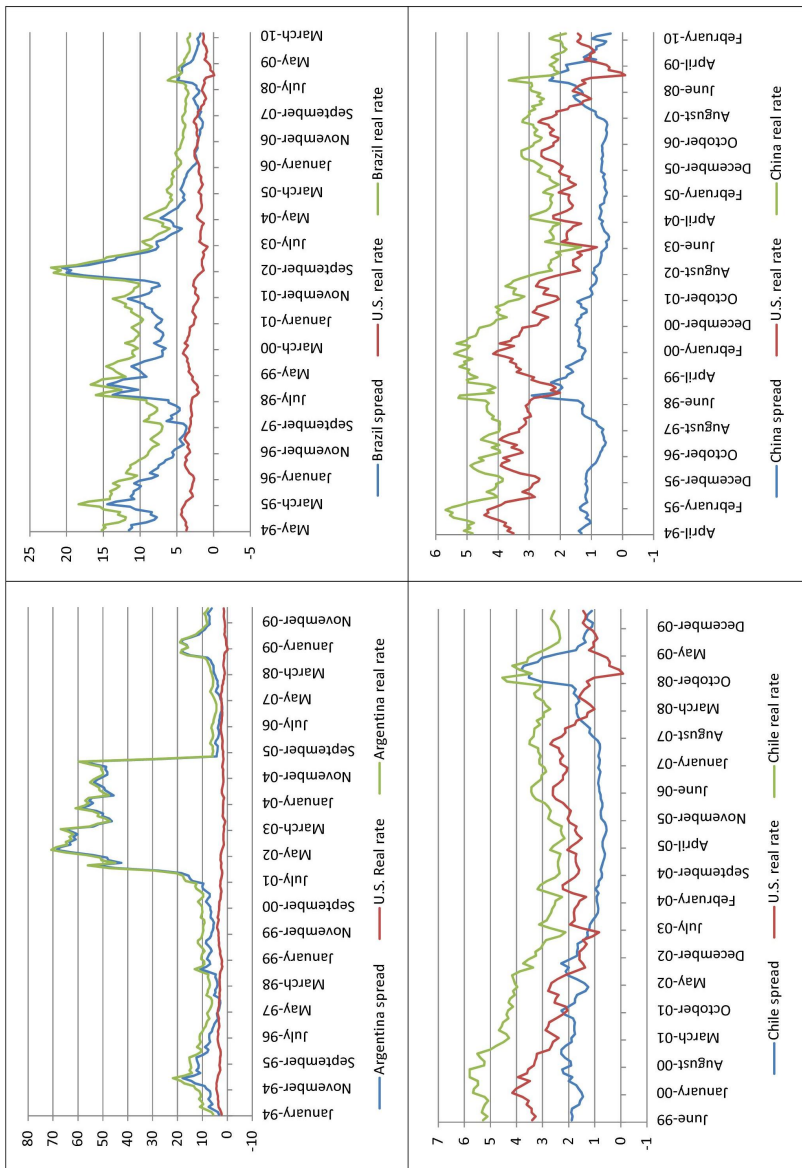 80
70
60
50
40
30
20
10
0
-10
January-94
November-94
September-95
July-96
May-97
March-98
January-99
November-99
September-00
July-01
May-02
March-03
January-04
November-04
September-05
July-06
May-07
March-08
January-09
November-09
Argentina spread
U.S. Real rate
Argentina real rate
25
20
15
10
5
0
-5
May-94
March-95
January-96
November-96
September-97
July-98
May-99
March-00
January-01
November-01
September-02
July-03
May-04
March-05
January-06
November-06
September-07
July-08
May-09
March-10
Brazil spread
U.S. real rate
Brazil real rate
7
6
5
4
3
2
1
0
-1
June-99
January-00
August-00
March-01
October-01
May-02
December-02
July-03
February-04
September-04
April-05
November-05
June-06
January-07
August-07
March-08
October-08
May-09
December-09
Chile spread
U.S. real rate
Chile real rate
6
5
4
3
2
1
0
-1
April-94
February-95
December-95
October-96
August-97
June-98
April-99
February-00
December-00
October-01
August-02
June-03
April-04
February-05
December-05
October-06
August-07
June-08
April-09
February-10
China spread
U.S. real rate
China real rate